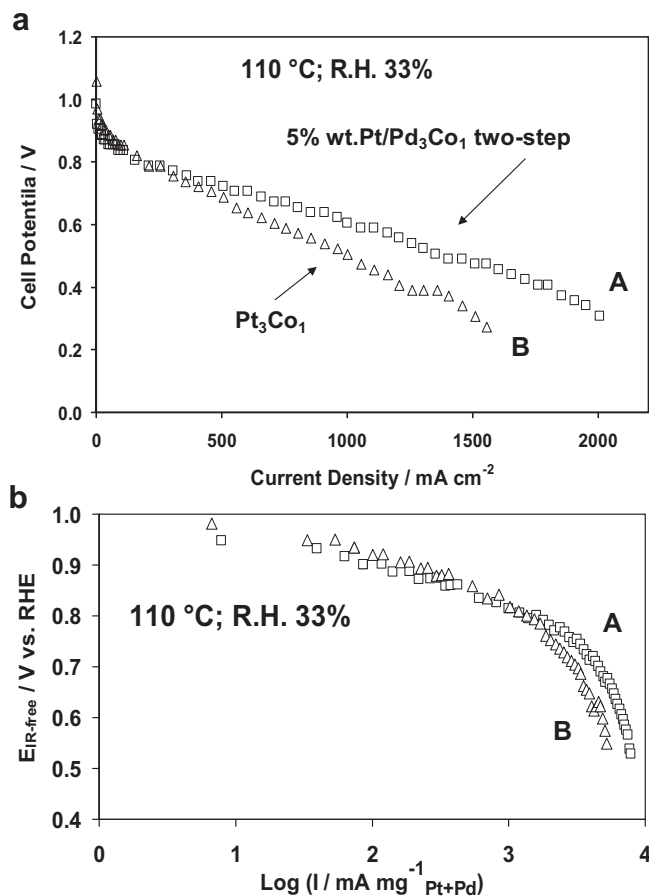 a
1.2
1.0
0.8
0.6
0.4
0.2
0.0
Cell Potentila / V
110 °C; R.H. 33%
5% wt.Pt/Pd₃Co₁ two-step
Pt₃Co₁
A
B
0
500
1000
1500
2000
Current Density / mA cm⁻²
b
1.0
0.9
0.8
0.7
0.6
0.5
0.4
E_IR-free / V vs. RHE
110 °C; R.H. 33%
A
B
0
1
2
3
4
Log (I / mA mg⁻¹ Pt+Pd)